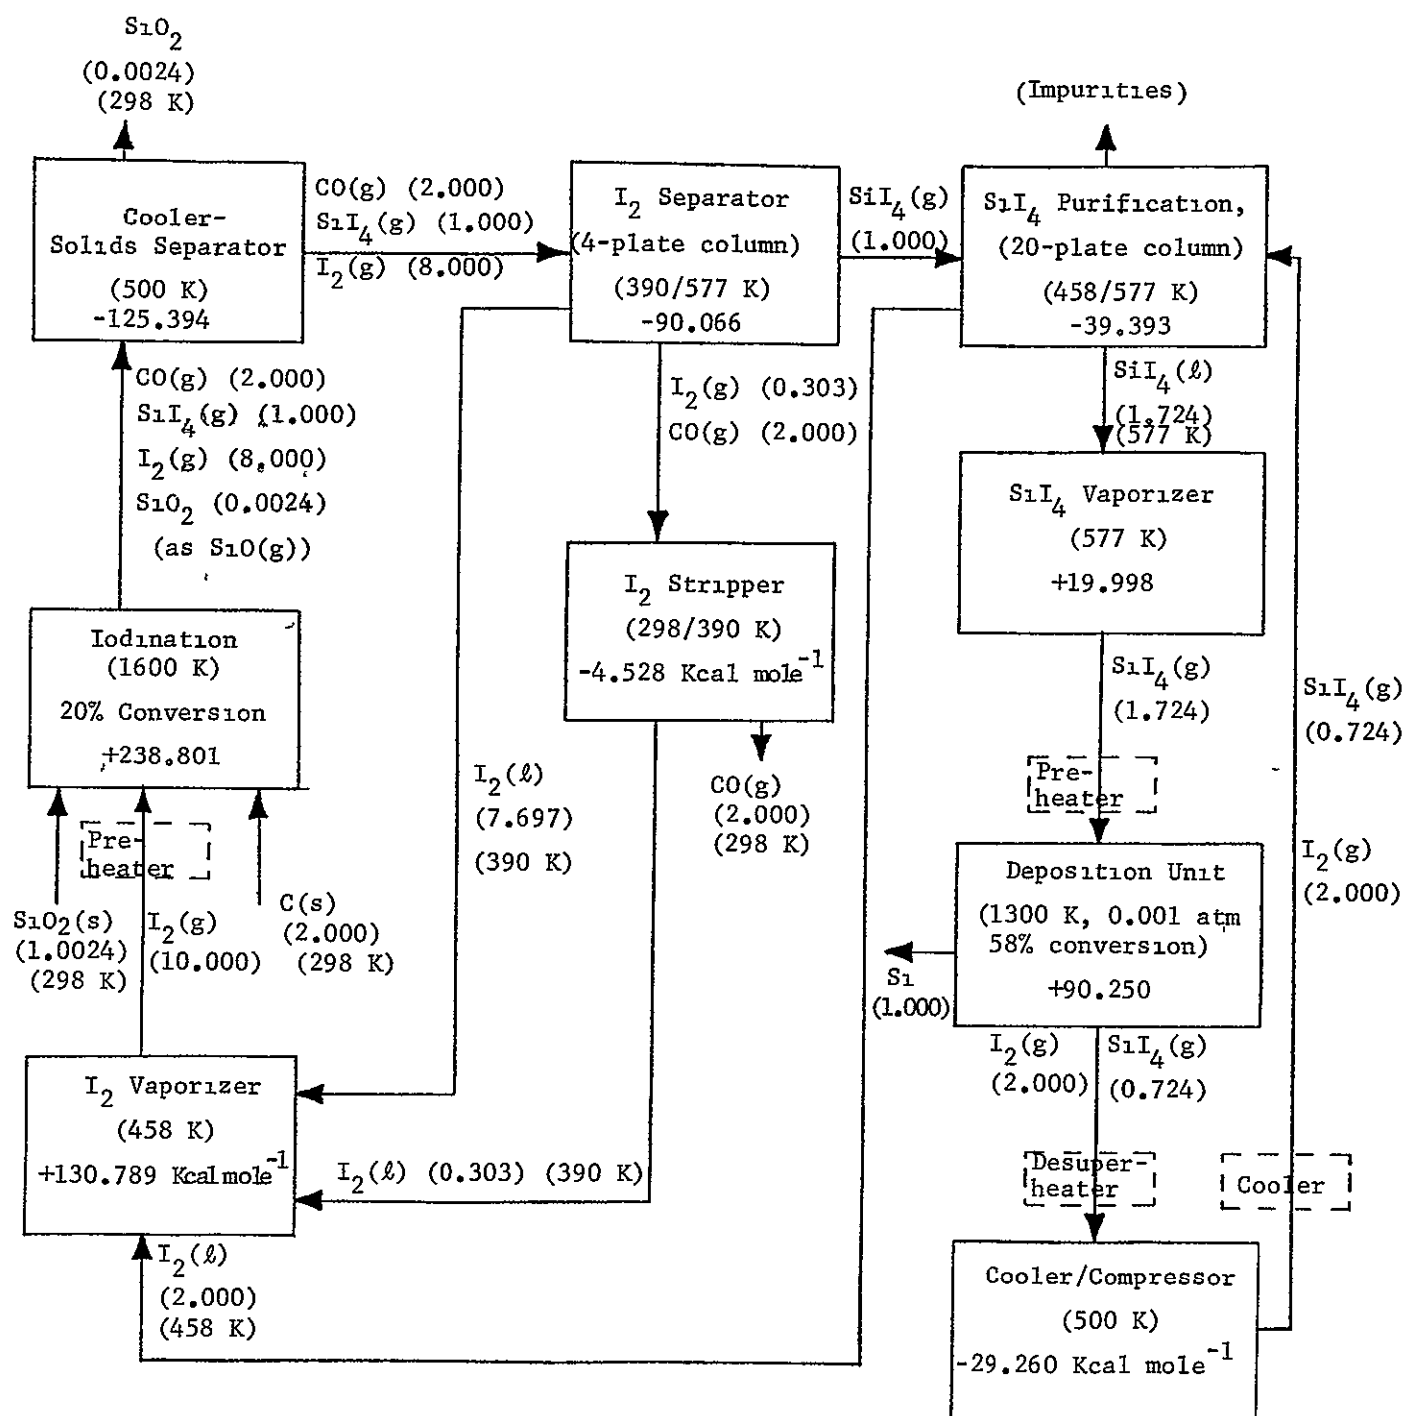 SiO2
(0.0024)
(298 K)
Cooler-
Solids Separator
(500 K)
-125.394
CO(g) (2.000)
SiI4(g) (1.000)
I2(g) (8.000)
I2 Separator
(4-plate column)
(390/577 K)
-90.066
SiI4(g)
(1.000)
(Impurities)
SiI4 Purification,
(20-plate column)
(458/577 K)
-39.393
CO(g) (2.000)
SiI4(g) (1.000)
I2(g) (8.000)
SiO2 (0.0024)
(as SiO(g))
I2(g) (0.303)
CO(g) (2.000)
SiI4(ℓ)
(1.724)
(577 K)
SiI4 Vaporizer
(577 K)
+19.998
I2 Stripper
(298/390 K)
-4.528 Kcal mole-1
Iodination
(1600 K)
20% Conversion
+238.801
SiI4(g)
(1.724)
SiI4(g)
(0.724)
I2(g)
(2.000)
I2(ℓ)
(7.697)
(390 K)
CO(g)
(2.000)
(298 K)
Pre-
heater
Pre-
heater
SiO2(s)
(1.0024)
(298 K)
I2(g)
(10.000)
C(s)
(2.000)
(298 K)
Deposition Unit
(1300 K, 0.001 atm
58% conversion)
+90.250
Si
(1.000)
I2(g)
(2.000)
SiI4(g)
(0.724)
I2 Vaporizer
(458 K)
+130.789 Kcal mole-1
I2(ℓ) (0.303) (390 K)
I2(ℓ)
(2.000)
(458 K)
Desuper-
heater
Cooler
Cooler/Compressor
(500 K)
-29.260 Kcal mole-1